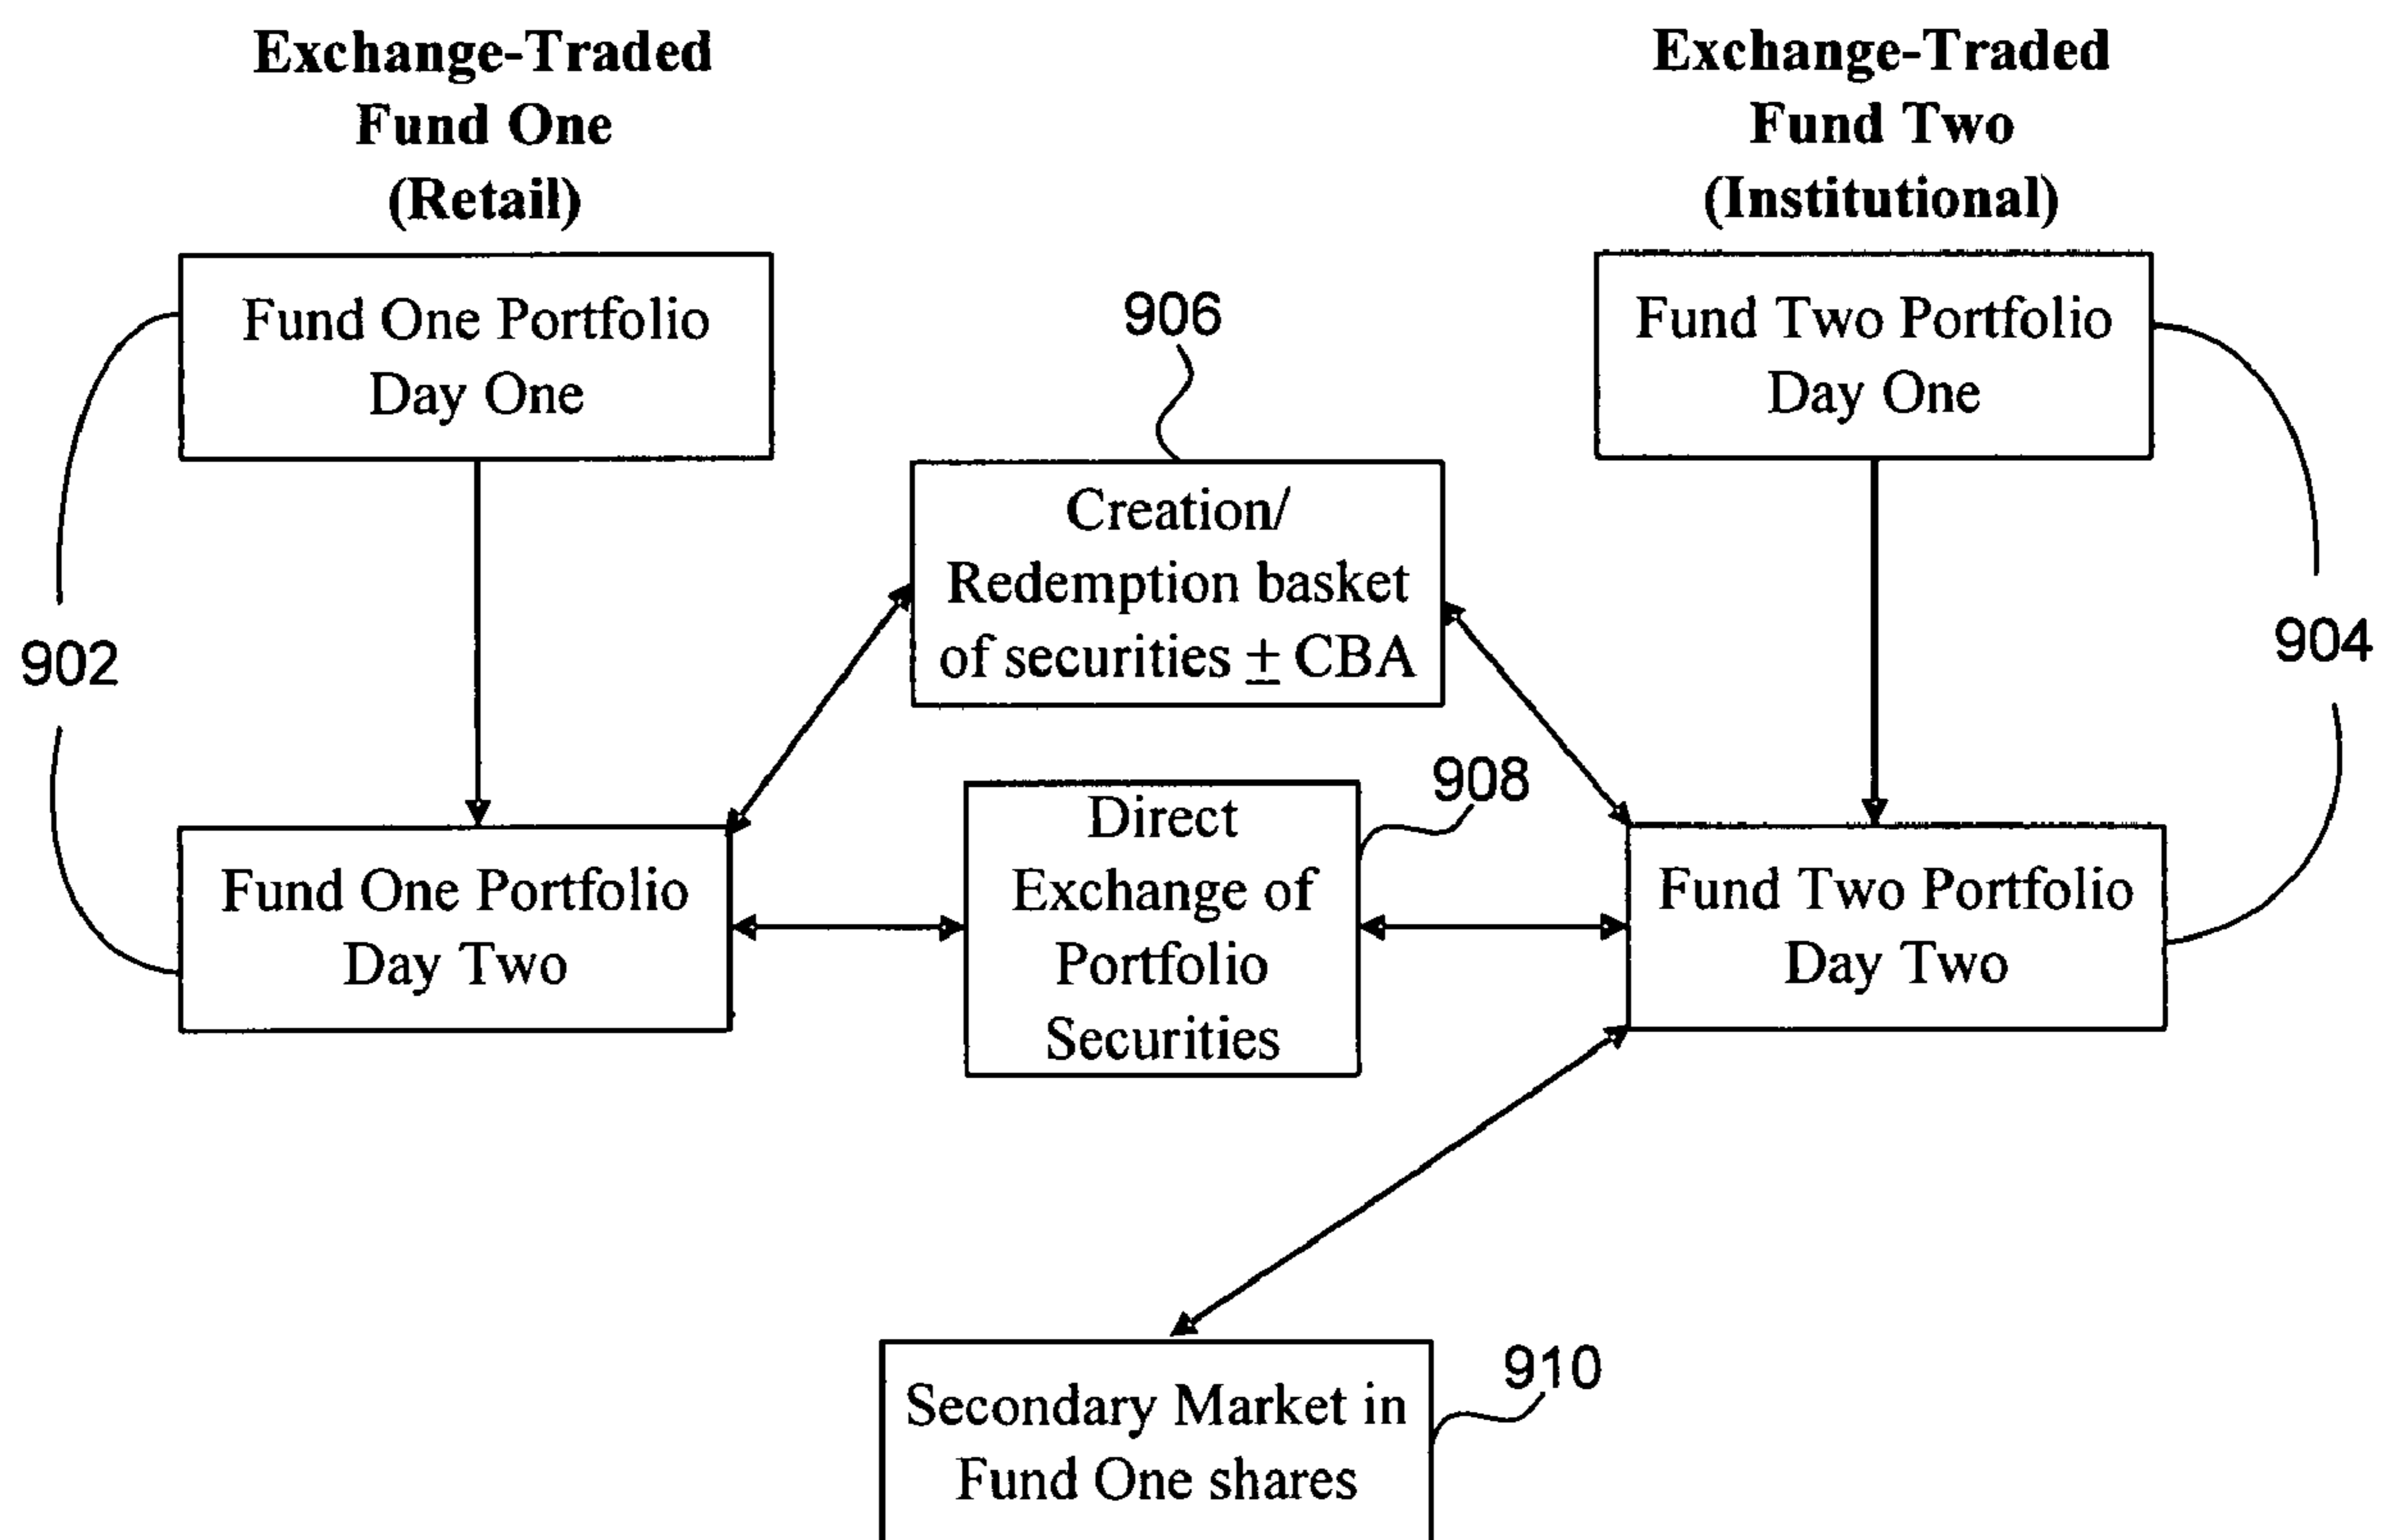 Exchange-Traded
Fund One
(Retail)
Exchange-Traded
Fund Two
(Institutional)
Fund One Portfolio
Day One
906
Fund Two Portfolio
Day One
Creation/
Redemption basket
of securities ± CBA
902
904
908
Fund One Portfolio
Day Two
Direct
Exchange of
Portfolio
Securities
Fund Two Portfolio
Day Two
910
Secondary Market in
Fund One shares